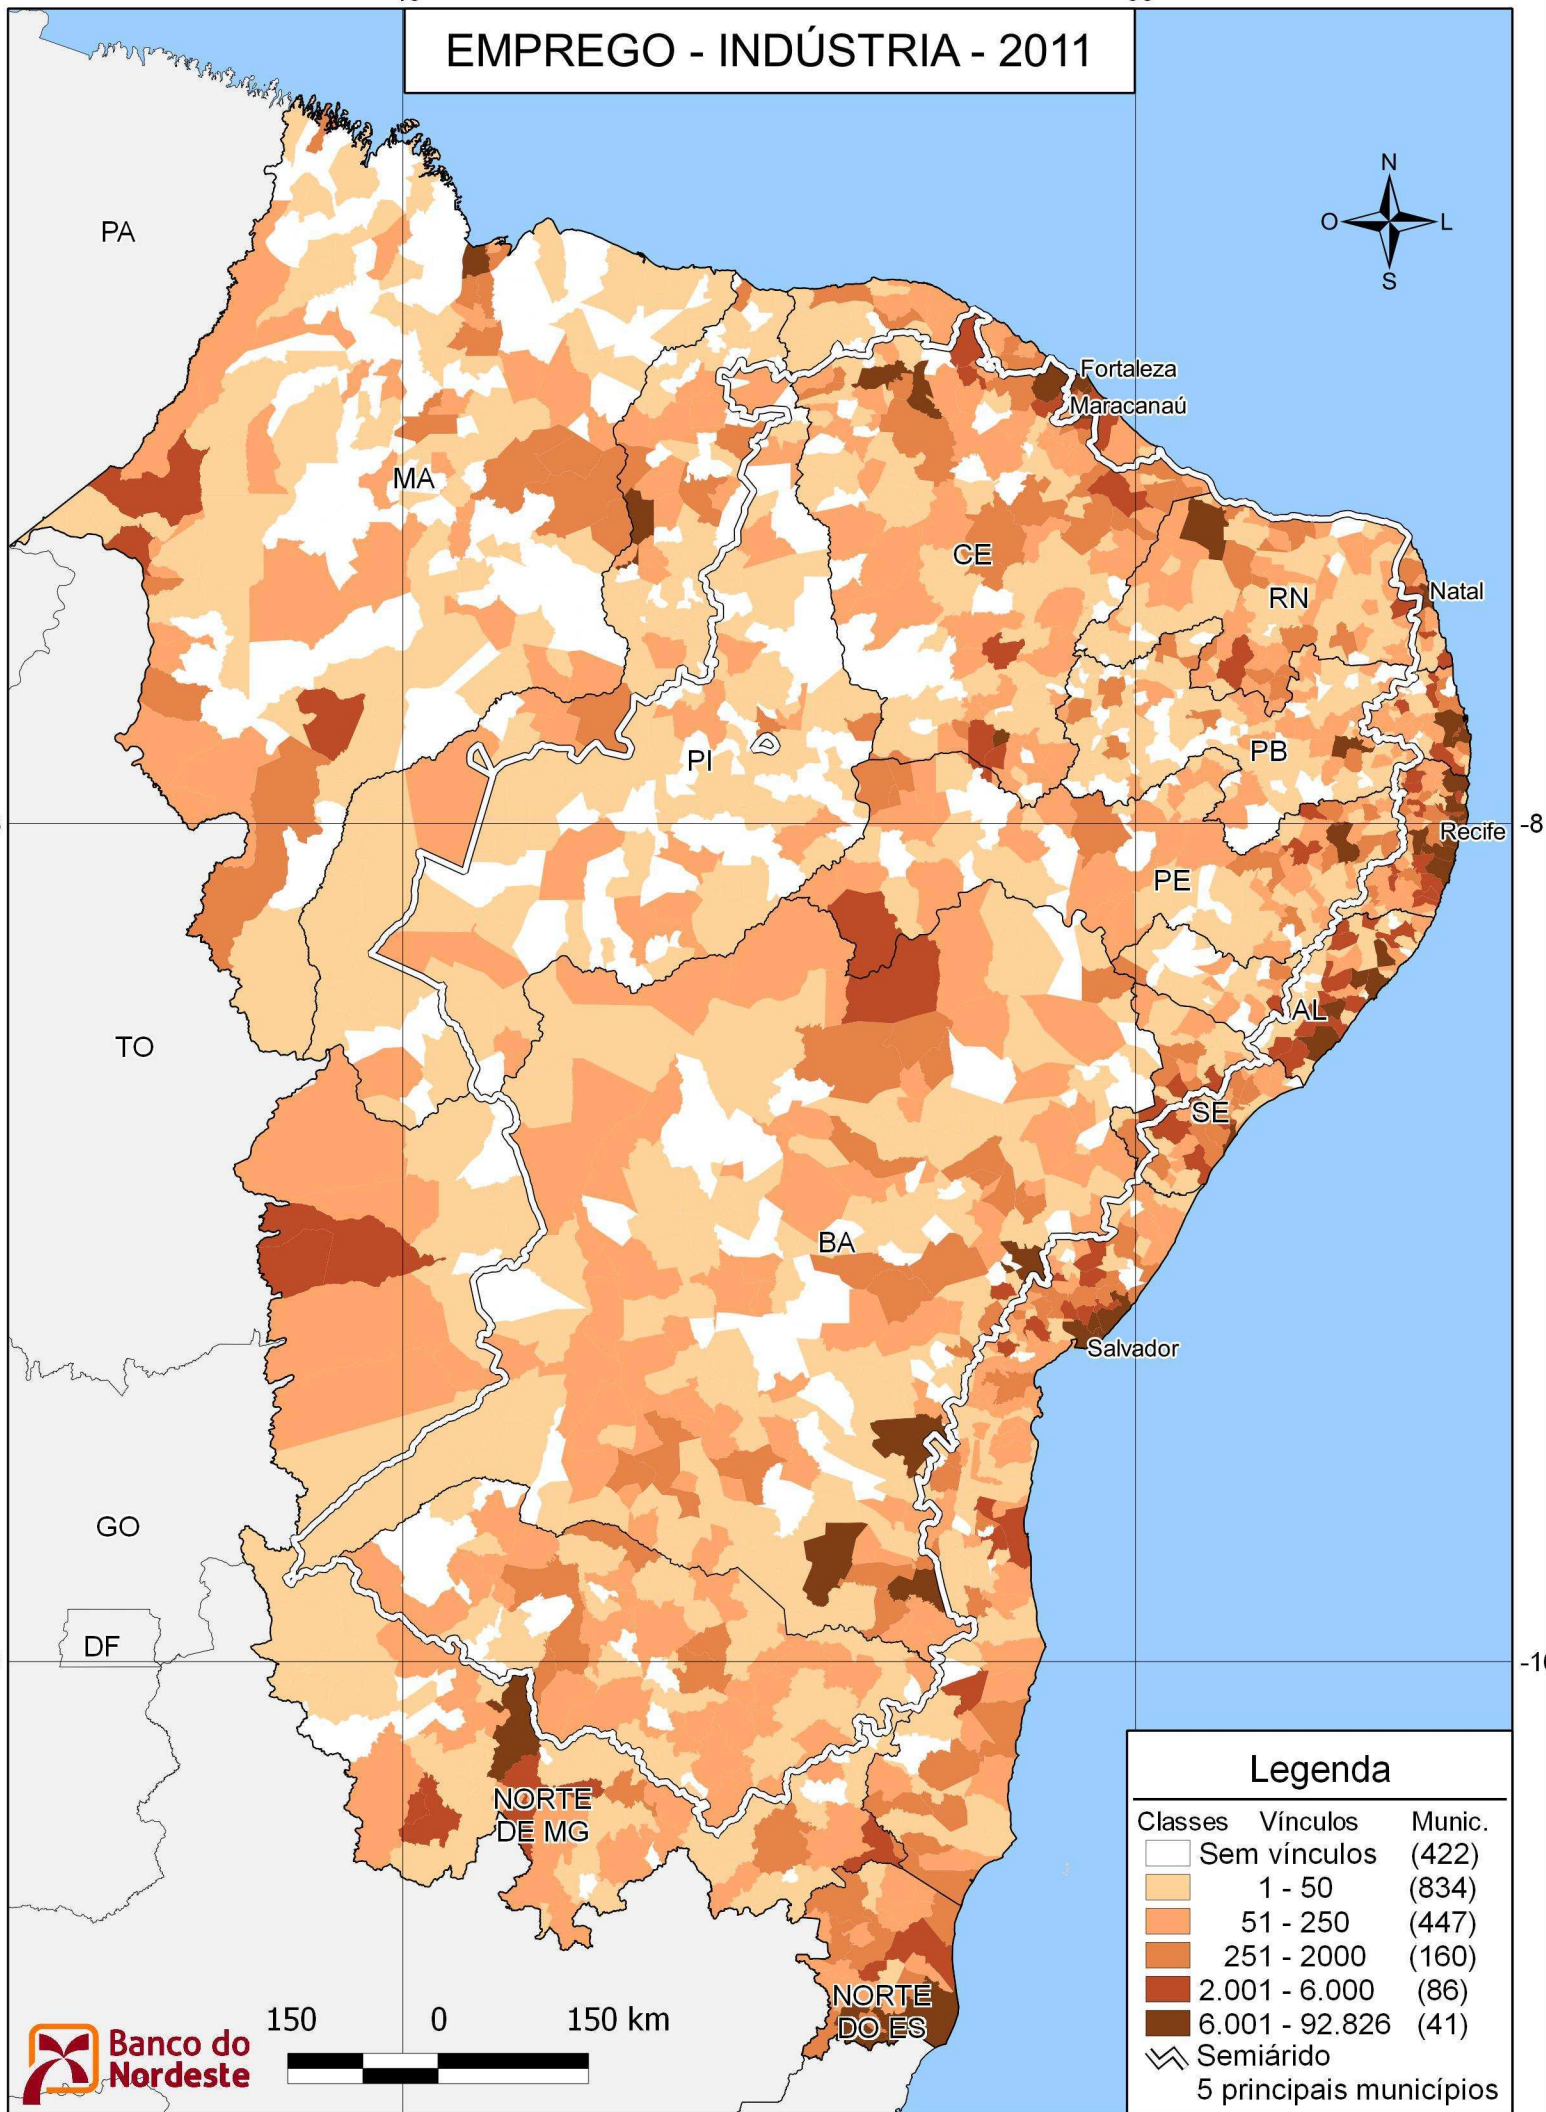 EMPREGO - INDÚSTRIA - 2011
N
O
L
S
PA
Fortaleza
Maracanaú
MA
CE
RN
Natal
PI
PB
-8
Recife
PE
AL
TO
SE
BA
Salvador
GO
DF
NORTE
DE MG
NORTE
DO ES
150 0 150 km
Banco do
Nordeste
Legenda
Classes Vínculos Munic.
Sem vínculos (422)
1 - 50 (834)
51 - 250 (447)
251 - 2000 (160)
2.001 - 6.000 (86)
6.001 - 92.826 (41)
Semiárido
5 principais municípios